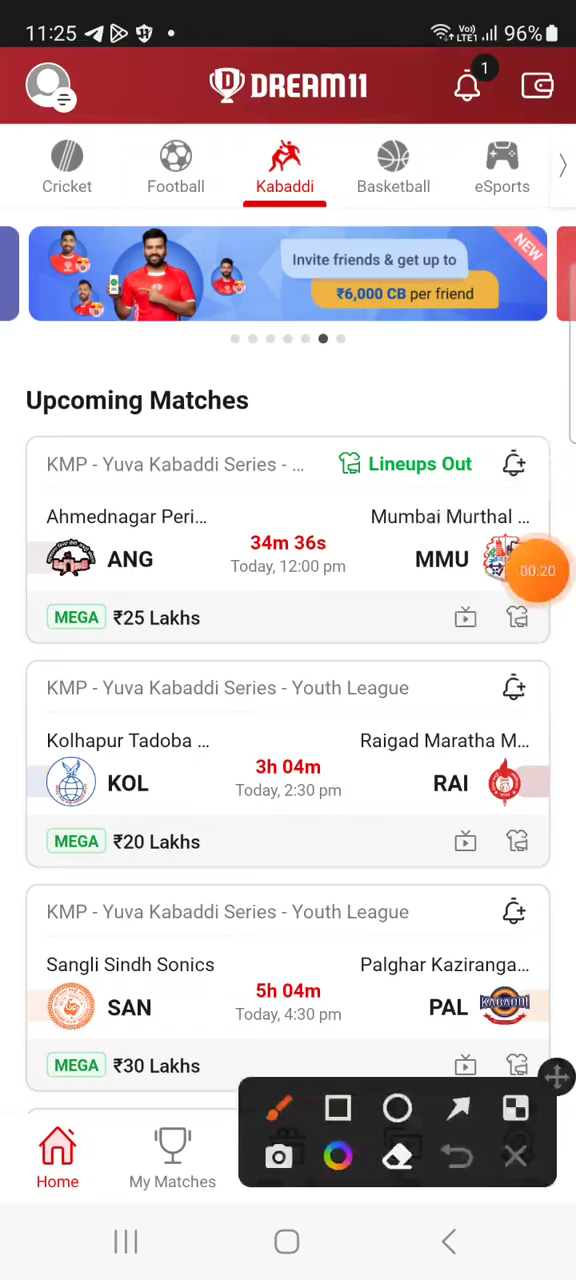 11:25
Vo) LTE1 96%
DREAM11
1
Cricket Football Kabaddi Basketball eSports
Invite friends & get up to
₹6,000 CB per friend
NEW
Upcoming Matches
KMP - Yuva Kabaddi Series - ... Lineups Out
Ahmednagar Peri... Mumbai Murthal ...
ANG 34m 36s MMU
Today, 12:00 pm
00:20
MEGA ₹25 Lakhs
KMP - Yuva Kabaddi Series - Youth League
Kolhapur Tadoba ... Raigad Maratha M...
KOL 3h 04m RAI
Today, 2:30 pm
MEGA ₹20 Lakhs
KMP - Yuva Kabaddi Series - Youth League
Sangli Sindh Sonics Palghar Kaziranga...
SAN 5h 04m PAL
Today, 4:30 pm
KABADDI
MEGA ₹30 Lakhs
Home My Matches